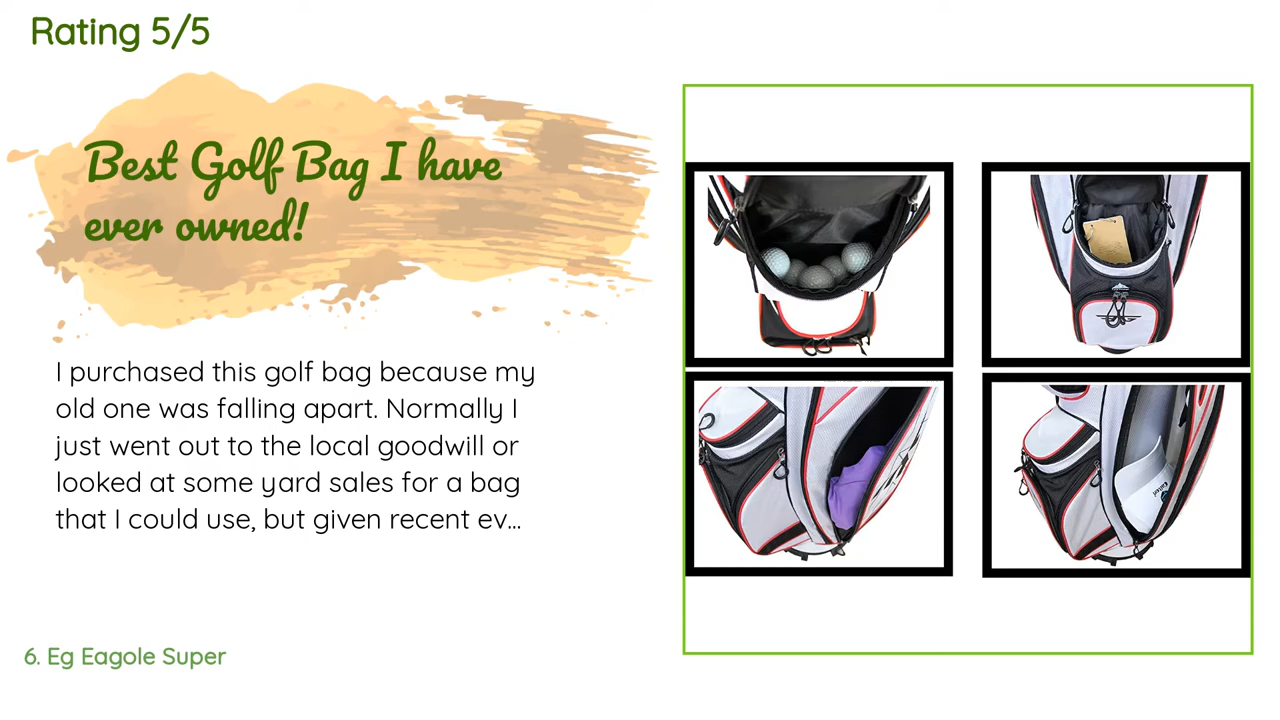 Rating 5/5
Best Golf Bag I have
ever owned!
I purchased this golf bag because my
old one was falling apart. Normally I
just went out to the local goodwill or
looked at some yard sales for a bag
that I could use, but given recent ev...
6. Eg Eagole Super